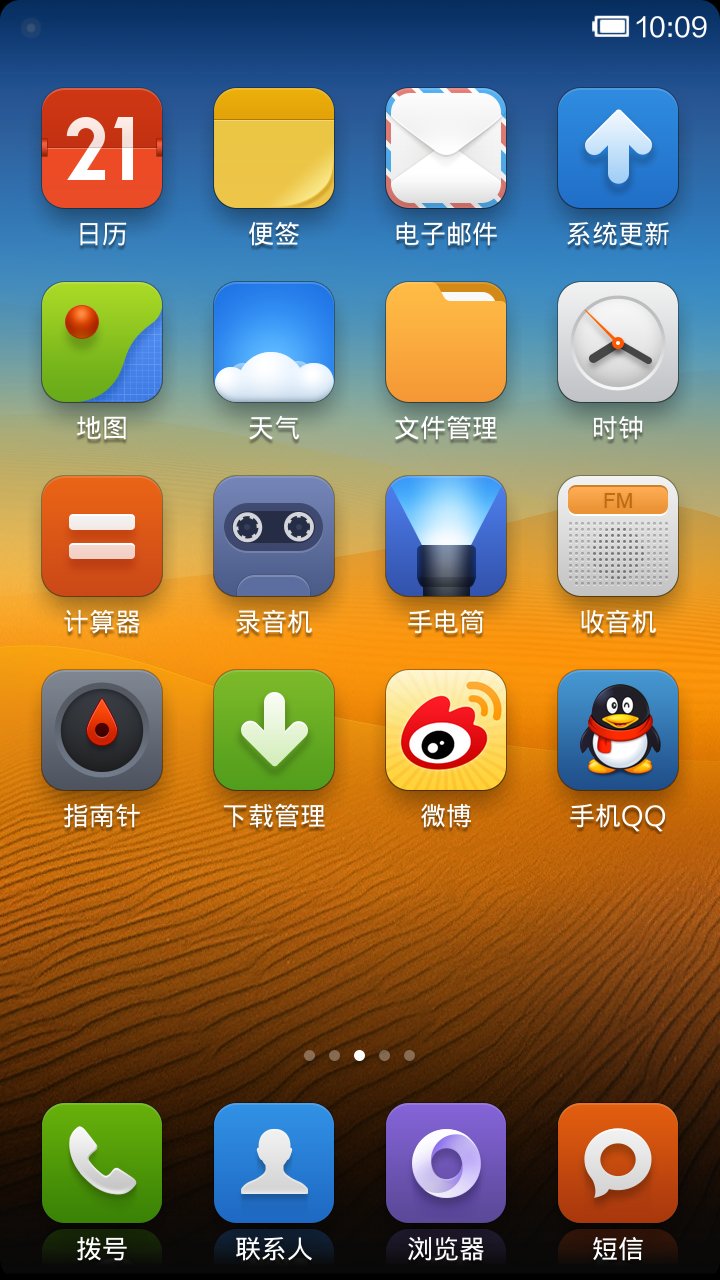 10:09
21
日历
便签
电子邮件
系统更新
地图
天气
文件管理
时钟
FM
计算器
录音机
手电筒
收音机
指南针
下载管理
微博
手机QQ
拨号
联系人
浏览器
短信